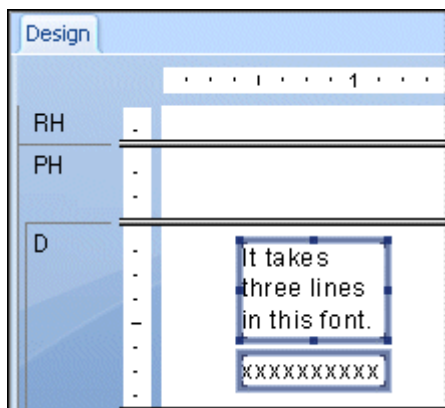 Design
1
RH
PH
D
It takes
three lines
in this font.
xxxxxxxxxx